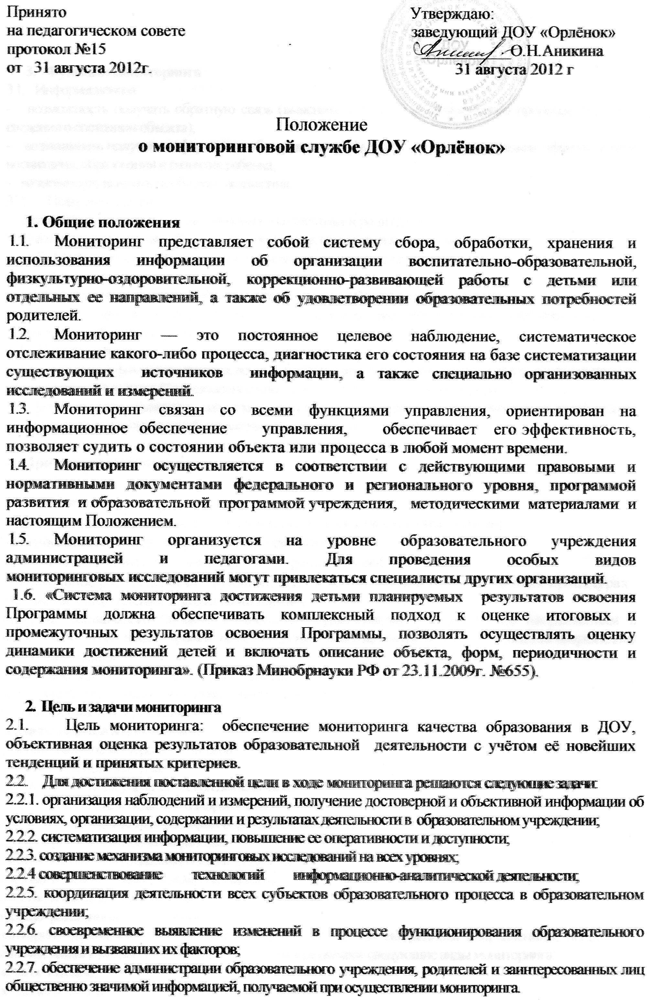 Принято
на педагогическом совете
протокол №15
от 31 августа 2012г.
Утверждаю:
заведующий ДОУ «Орлёнок»
О.Н.Аникина
31 августа 2012 г
ДОУ
«Орлёнок»
Положение
о мониторинговой службе ДОУ «Орлёнок»
1. Общие положения
1.1. Мониторинг представляет собой систему сбора, обработки, хранения и
использования информации об организации воспитательно-образовательной,
физкультурно-оздоровительной, коррекционно-развивающей работы с детьми или
отдельных ее направлений, а также об удовлетворении образовательных потребностей
родителей.
1.2. Мониторинг — это постоянное целевое наблюдение, систематическое
отслеживание какого-либо процесса, диагностика его состояния на базе систематизации
существующих источников информации, а также специально организованных
исследований и измерений.
1.3. Мониторинг связан со всеми функциями управления, ориентирован на
информационное обеспечение управления, обеспечивает его эффективность,
позволяет судить о состоянии объекта или процесса в любой момент времени.
1.4. Мониторинг осуществляется в соответствии с действующими правовыми и
нормативными документами федерального и регионального уровня, программой
развития и образовательной программой учреждения, методическими материалами и
настоящим Положением.
1.5. Мониторинг организуется на уровне образовательного учреждения
администрацией и педагогами. Для проведения особых видов
мониторинговых исследований могут привлекаться специалисты других организаций.
1.6. «Система мониторинга достижения детьми планируемых результатов освоения
Программы должна обеспечивать комплексный подход к оценке итоговых и
промежуточных результатов освоения Программы, позволять осуществлять оценку
динамики достижений детей и включать описание объекта, форм, периодичности и
содержания мониторинга». (Приказ Минобрнауки РФ от 23.11.2009г. №655).
2. Цель и задачи мониторинга
2.1. Цель мониторинга: обеспечение мониторинга качества образования в ДОУ,
объективная оценка результатов образовательной деятельности с учётом её новейших
тенденций и принятых критериев.
2.2. Для достижения поставленной цели в ходе мониторинга решаются следующие задачи:
2.2.1. организация наблюдений и измерений, получение достоверной и объективной информации об
условиях, организации, содержании и результатах деятельности в образовательном учреждении;
2.2.2. систематизация информации, повышение ее оперативности и доступности;
2.2.3. создание механизма мониторинговых исследований на всех уровнях;
2.2.4 совершенствование технологий информационно-аналитической деятельности;
2.2.5. координация деятельности всех субъектов образовательного процесса в образовательном
учреждении;
2.2.6. своевременное выявление изменений в процессе функционирования образовательного
учреждения и вызвавших их факторов;
2.2.7. обеспечение администрации образовательного учреждения, родителей и заинтересованных лиц
общественно значимой информацией, получаемой при осуществлении мониторинга.